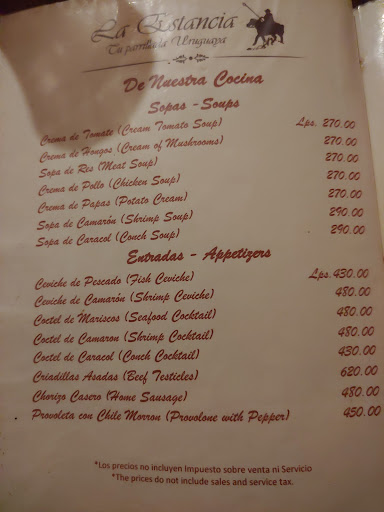 La Estancia
Tu parrillada Uruguaya
De Nuestra Cocina
Sopas - Soups
Crema de Tomate (Cream Tomato Soup) Lps. 270.00
Crema de Hongos (Cream of Mushrooms) 270.00
Sopa de Res (Meat Soup) 270.00
Crema de Pollo (Chicken Soup) 270.00
Crema de Papas (Potato Cream) 270.00
Sopa de Camarón (Shrimp Soup) 290.00
Sopa de Caracol (Conch Soup) 290.00
Entradas - Appetizers
Ceviche de Pescado (Fish Ceviche) Lps.430.00
Ceviche de Camarón (Shrimp Ceviche) 480.00
Coctel de Mariscos (Seafood Cocktail) 480.00
Coctel de Camaron (Shrimp Cocktail) 480.00
Coctel de Caracol (Conch Cocktail) 430.00
Criadillas Asadas (Beef Testicles) 620.00
Chorizo Casero (Home Sausage) 480.00
Provoleta con Chile Morron (Provolone with Pepper) 450.00
*Los precios no incluyen Impuesto sobre venta ni Servicio
*The prices do not include sales and service tax.